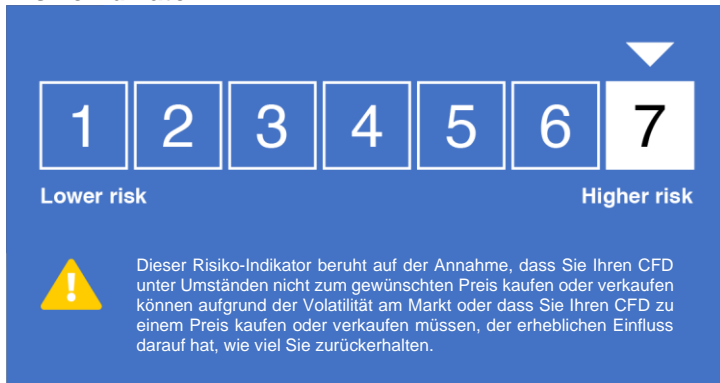 1 2 3 4 5 6 7
Lower risk Higher risk
Dieser Risiko-Indikator beruht auf der Annahme, dass Sie Ihren CFD
unter Umständen nicht zum gewünschten Preis kaufen oder verkaufen
können aufgrund der Volatilität am Markt oder dass Sie Ihren CFD zu
einem Preis kaufen oder verkaufen müssen, der erheblichen Einfluss
darauf hat, wie viel Sie zurückerhalten.